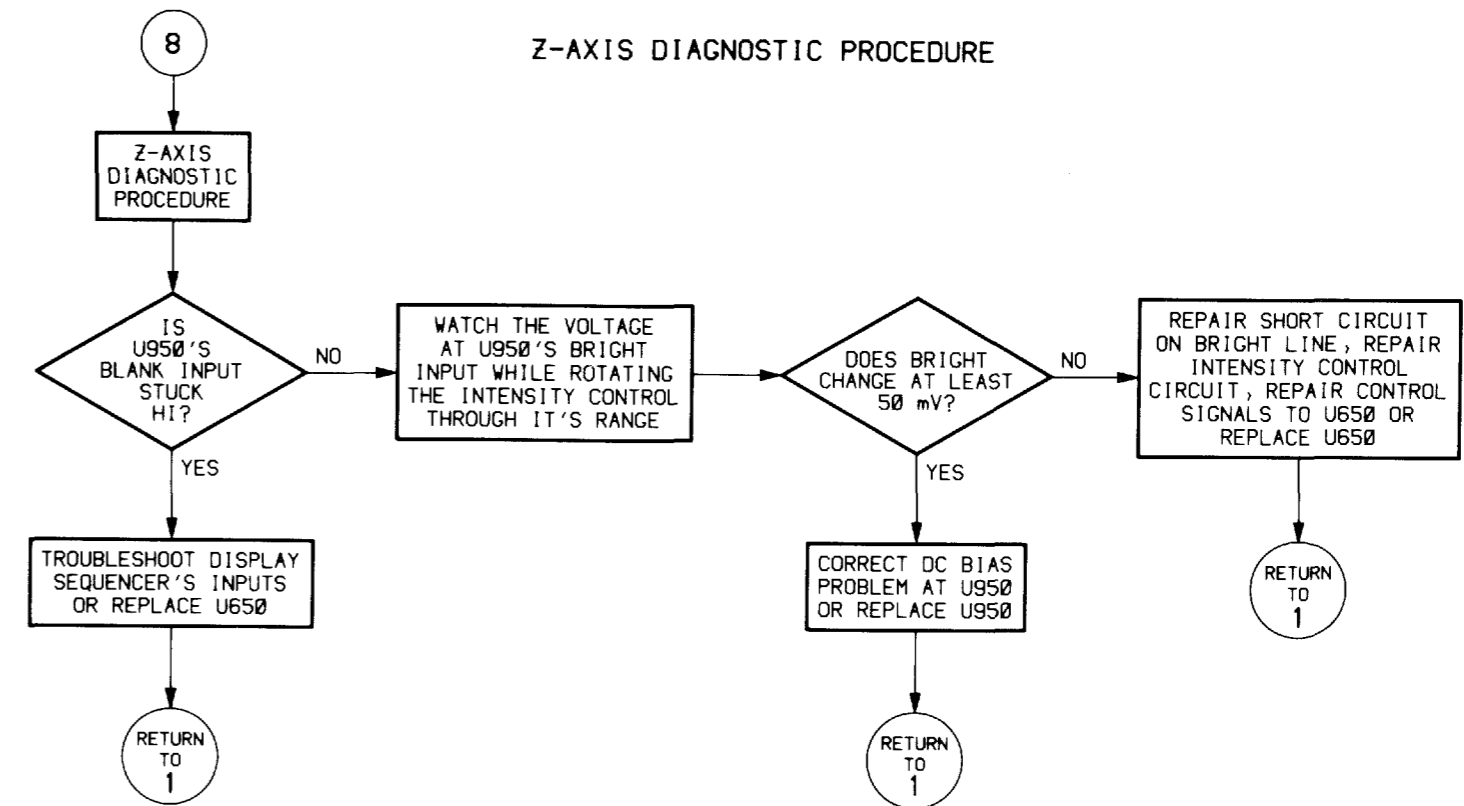 8
Z-AXIS DIAGNOSTIC PROCEDURE
Z-AXIS
DIAGNOSTIC
PROCEDURE
IS
U950'S
BLANK INPUT
STUCK
HI?
NO
YES
WATCH THE VOLTAGE
AT U950'S BRIGHT
INPUT WHILE ROTATING
THE INTENSITY CONTROL
THROUGH IT'S RANGE
DOES BRIGHT
CHANGE AT LEAST
50 mV?
NO
YES
REPAIR SHORT CIRCUIT
ON BRIGHT LINE, REPAIR
INTENSITY CONTROL
CIRCUIT, REPAIR CONTROL
SIGNALS TO U650 OR
REPLACE U650
TROUBLESHOOT DISPLAY
SEQUENCER'S INPUTS
OR REPLACE U650
CORRECT DC BIAS
PROBLEM AT U950
OR REPLACE U950
RETURN
TO
1
RETURN
TO
1
RETURN
TO
1